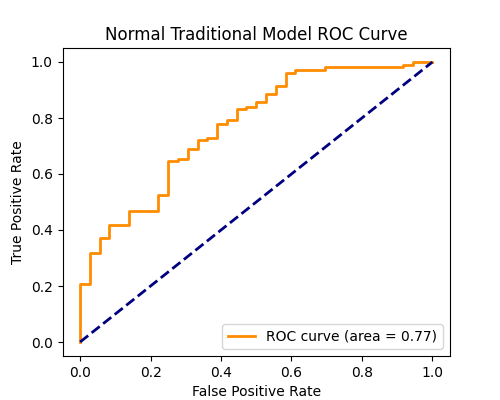 Normal Traditional Model ROC Curve
1.0
0.8
0.6
0.4
0.2
0.0
True Positive Rate
ROC curve (area = 0.77)
0.0 0.2 0.4 0.6 0.8 1.0
False Positive Rate